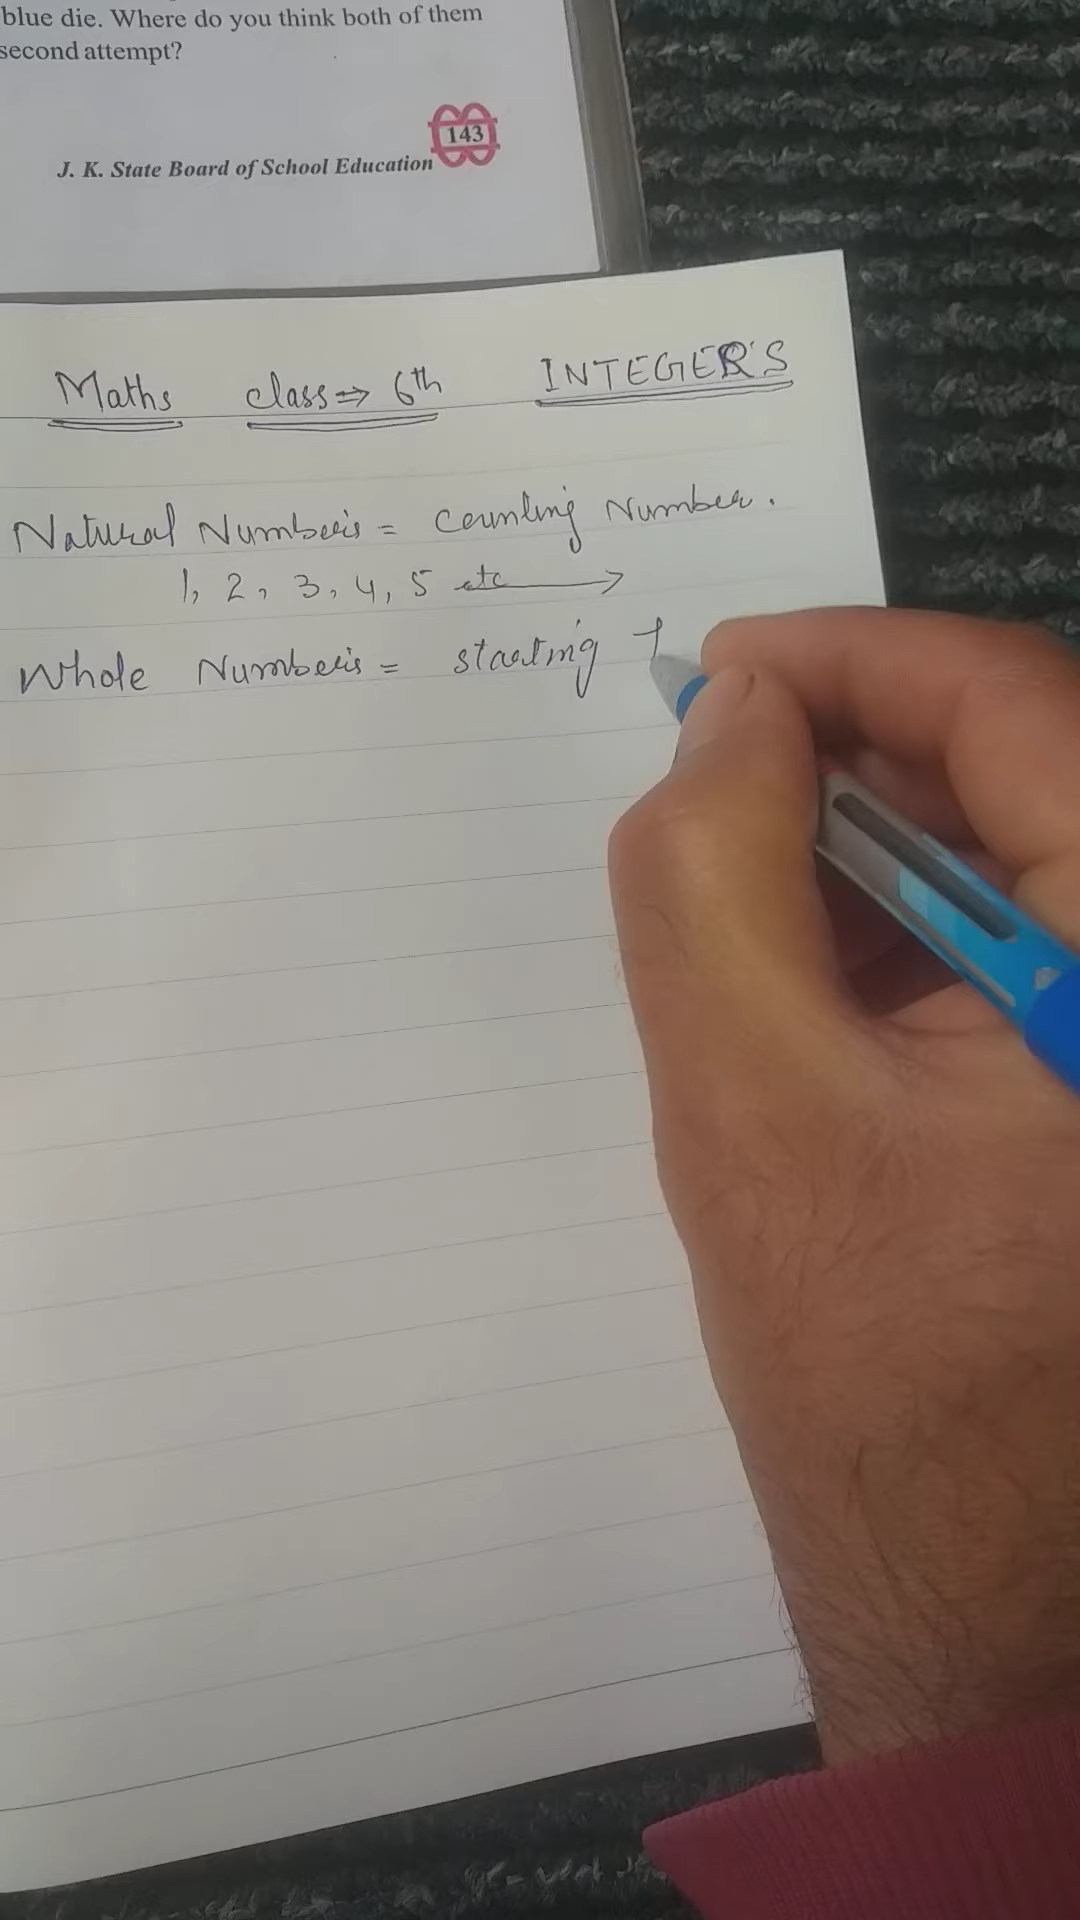 blue die. Where do you think both of them
second attempt?
143
J. K. State Board of School Education
Maths class ⇒ 6th INTEGER'S
Natural Numbers = Counting Number.
1, 2, 3, 4, 5 etc →
Whole Numbers = starting f